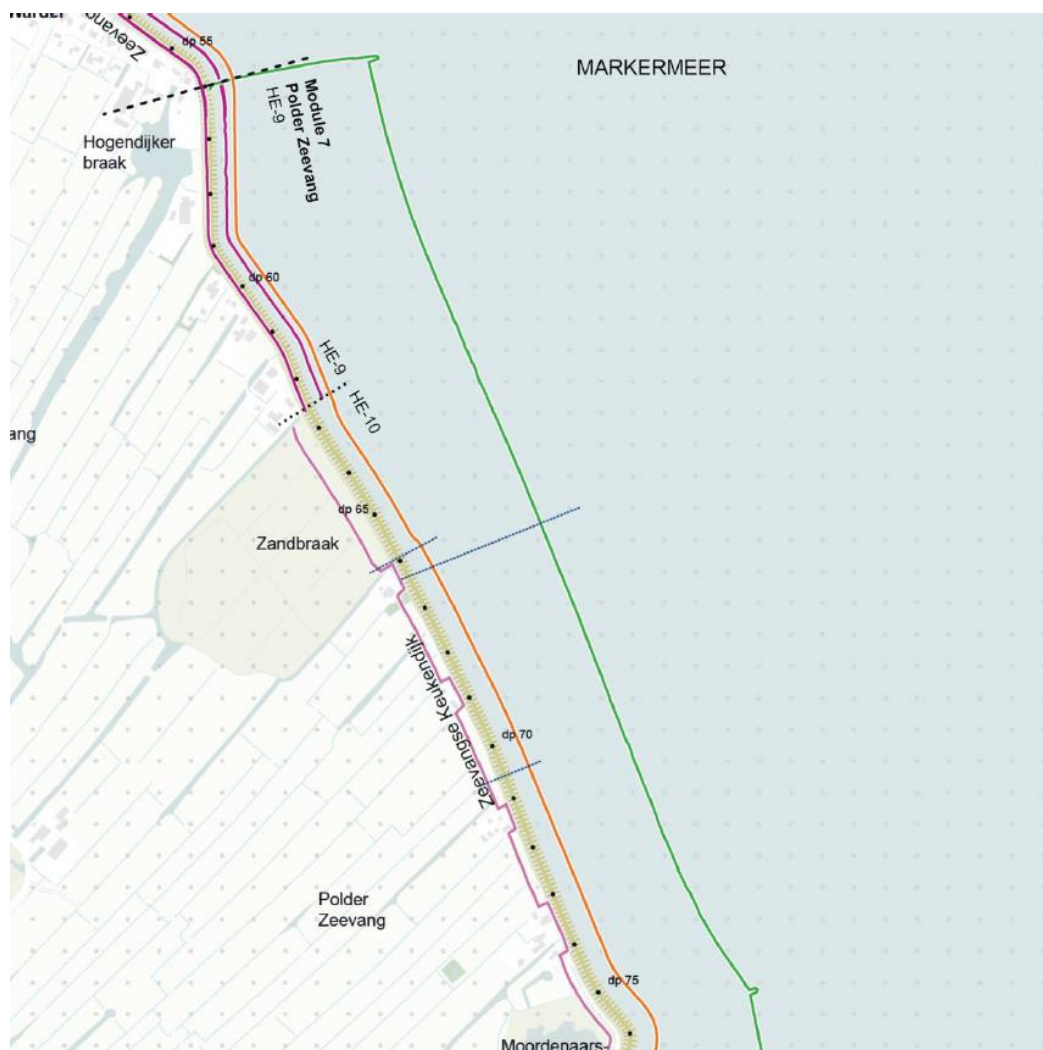 Zeevang
dp 55
MARKERMEER
Module 7
Polder Zeevang
HE-9
Hogendijker
braak
dp 60
HE-9
HE-10
ang
dp 65
Zandbraak
Zeevangse Keukendijk
dp 70
Polder
Zeevang
dp 75
Moordenaars-